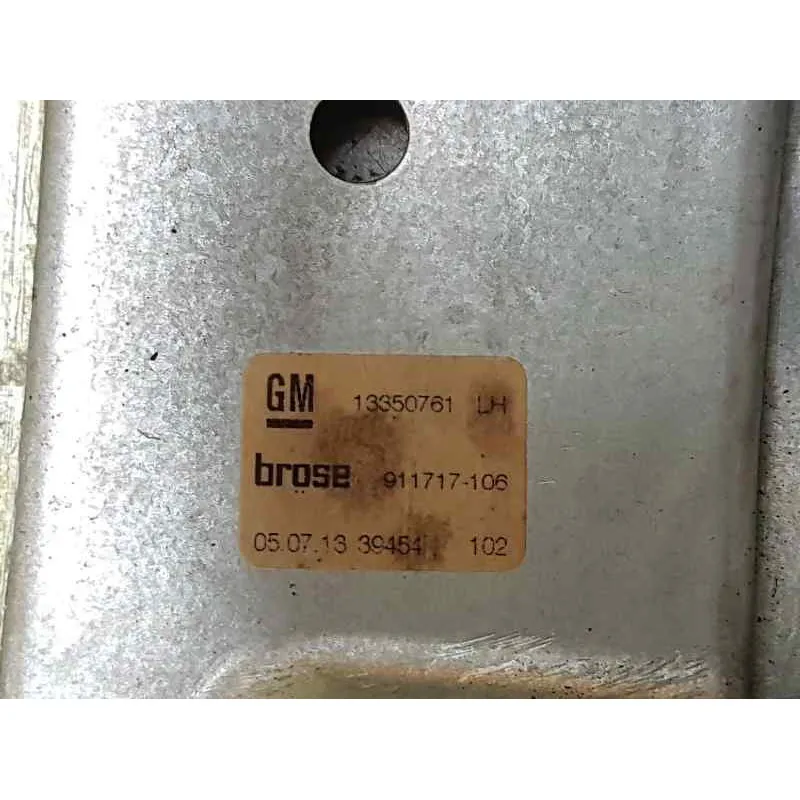 GM 13350761 LH
brose 911717-106
05.07.13 39454 102